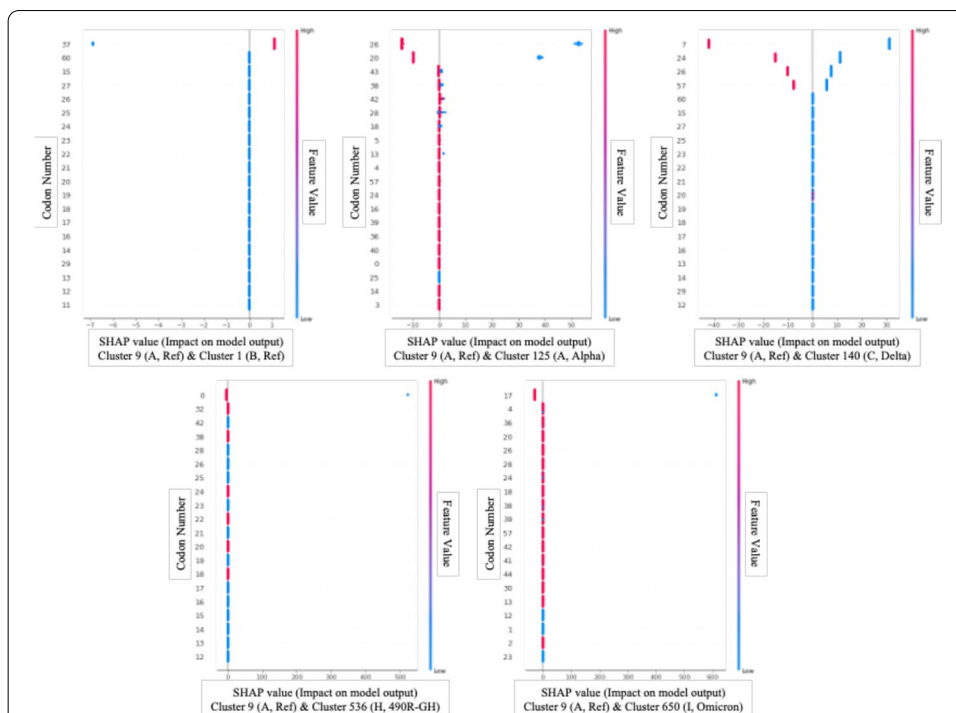 High
37
60
15
27
26
25
24
23
22
21
20
19
18
17
16
14
29
13
12
11
Codon Number
Feature Value
Low
−7 −6 −5 −4 −3 −2 −1 0 1
SHAP value (Impact on model output)
Cluster 9 (A, Ref) & Cluster 1 (B, Ref)
High
26
20
43
38
42
28
18
5
13
4
57
24
16
39
36
40
0
25
14
3
Codon Number
Feature Value
Low
−10 0 10 20 30 40 50
SHAP value (Impact on model output)
Cluster 9 (A, Ref) & Cluster 125 (A, Alpha)
High
7
24
26
57
60
15
27
25
23
22
21
20
19
18
17
16
13
14
29
12
Codon Number
Feature Value
Low
−40 −30 −20 −10 0 10 20 30
SHAP value (Impact on model output)
Cluster 9 (A, Ref) & Cluster 140 (C, Delta)
High
0
32
42
38
28
26
25
24
23
22
21
20
19
18
17
16
15
14
13
12
Codon Number
Feature Value
Low
0 100 200 300 400 500
SHAP value (Impact on model output)
Cluster 9 (A, Ref) & Cluster 536 (H, 490R-GH)
High
17
4
36
20
26
28
24
18
38
39
57
42
41
44
30
13
12
1
2
23
Codon Number
Feature Value
Low
0 100 200 300 400 500 600
SHAP value (Impact on model output)
Cluster 9 (A, Ref) & Cluster 650 (I, Omicron)